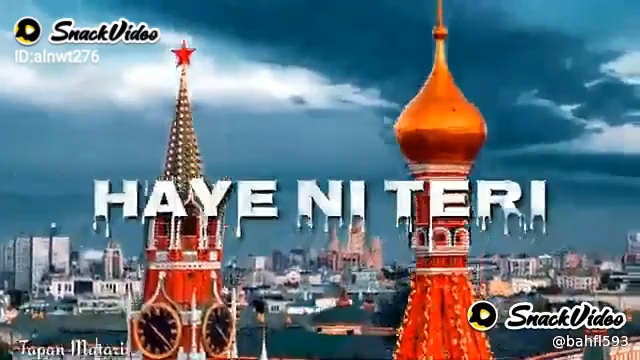 SnackVideo
ID:alnwt276
HAYE NI TERI
Tapan Matari
SnackVideo
@bahfl593